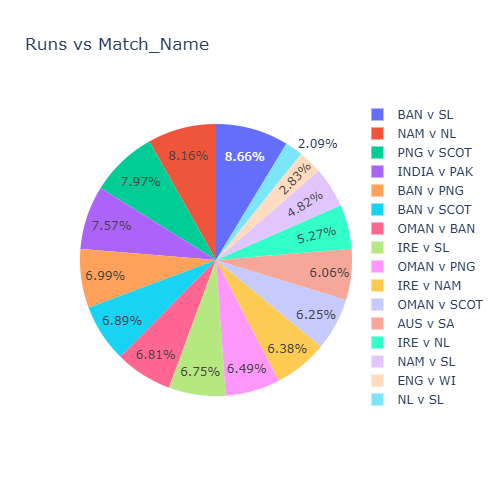 Runs vs Match_Name
8.66%
8.16%
7.97%
7.57%
6.99%
6.89%
6.81%
6.75%
6.49%
6.38%
6.25%
6.06%
5.27%
4.82%
2.83%
2.09%
BAN v SL
NAM v NL
PNG v SCOT
INDIA v PAK
BAN v PNG
BAN v SCOT
OMAN v BAN
IRE v SL
OMAN v PNG
IRE v NAM
OMAN v SCOT
AUS v SA
IRE v NL
NAM v SL
ENG v WI
NL v SL